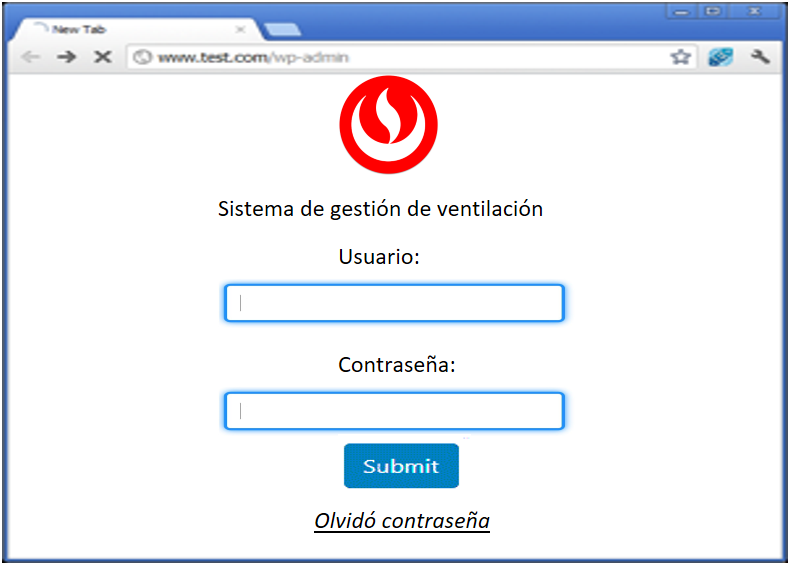 New Tab
www.test.com/wp-admin
Sistema de gestión de ventilación
Usuario:
Contraseña:
Submit
Olvidó contraseña